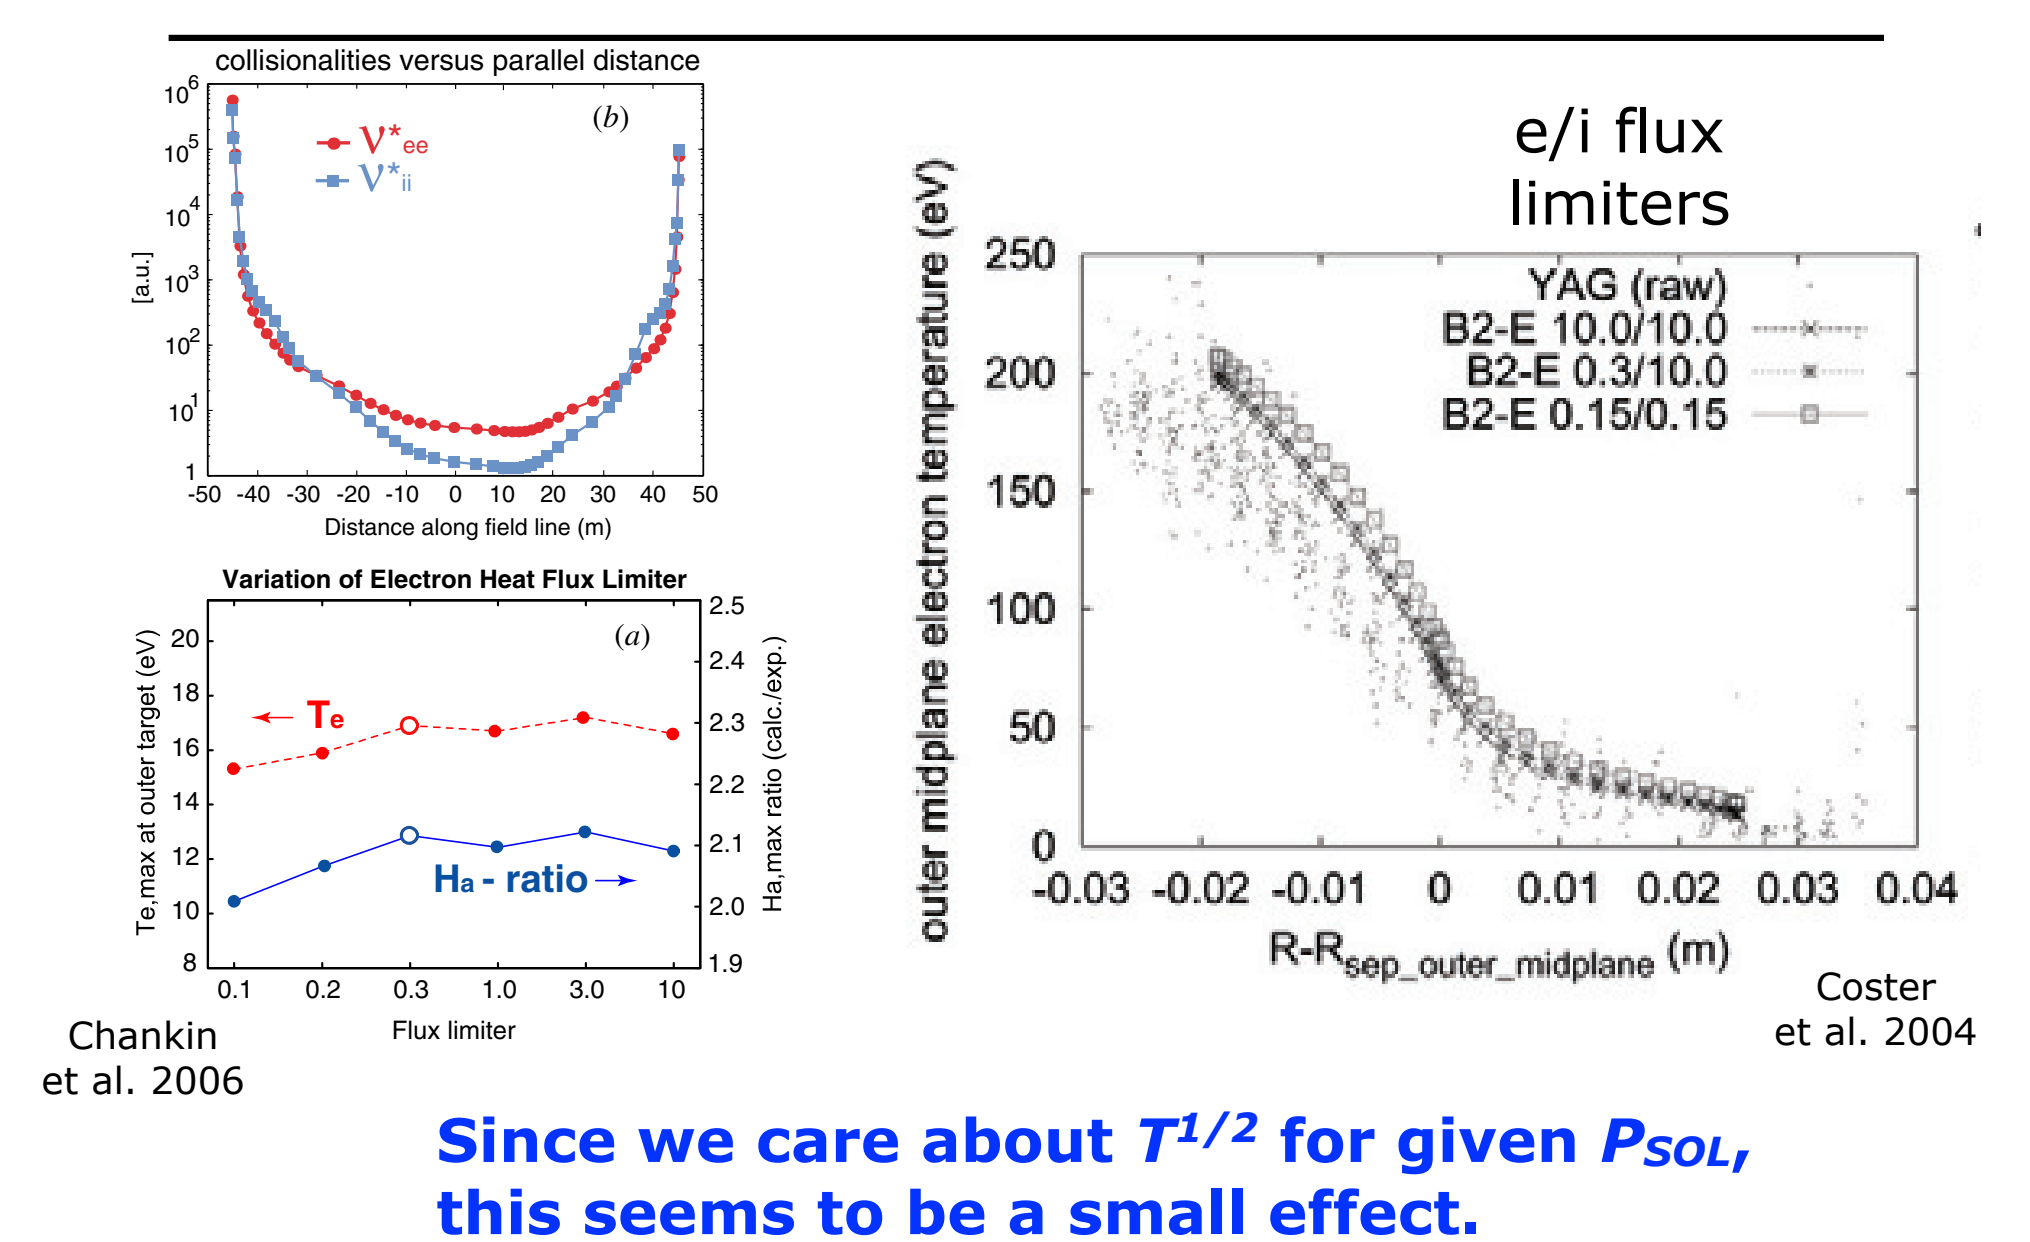 collisionalities versus parallel distance
(b)
ν*ee
ν*ii
[a.u.]
10^6
10^5
10^4
10^3
10^2
10^1
1
-50 -40 -30 -20 -10 0 10 20 30 40 50
Distance along field line (m)
Variation of Electron Heat Flux Limiter
(a)
Te,max at outer target (eV)
20
18
16
14
12
10
8
Te
Ha - ratio
2.5
2.4
2.3
2.2
2.1
2.0
1.9
Ha,max ratio (calc./exp.)
0.1 0.2 0.3 1.0 3.0 10
Flux limiter
Chankin
et al. 2006
e/i flux
limiters
outer midplane electron temperature (eV)
250
200
150
100
50
0
YAG (raw)
B2-E 10.0/10.0
B2-E 0.3/10.0
B2-E 0.15/0.15
-0.03 -0.02 -0.01 0 0.01 0.02 0.03 0.04
R-Rsep_outer_midplane (m)
Coster
et al. 2004
Since we care about T^1/2 for given PSOL,
this seems to be a small effect.